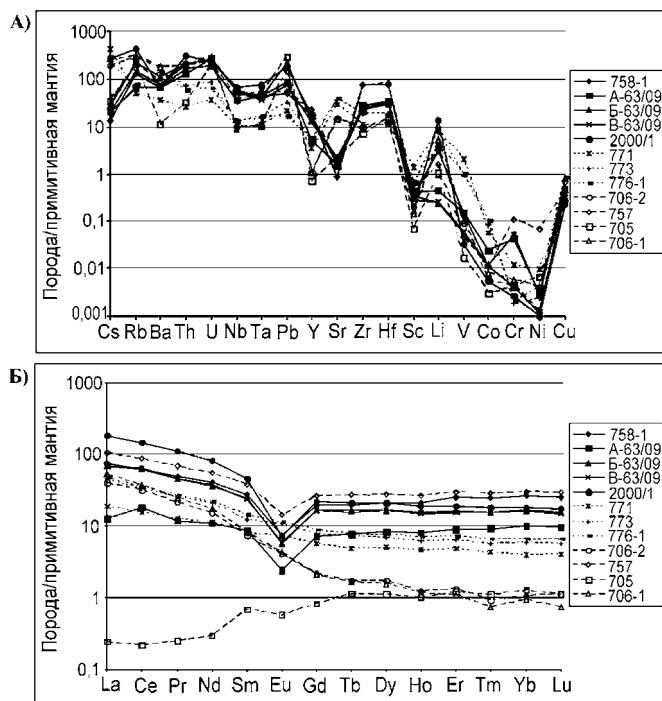 А)
Порода/примитивная мантия
1000
100
10
1
0,1
0,01
0,001
Cs Rb Ba Th U Nb Ta Pb Y Sr Zr Hf Sc Li V Co Cr Ni Cu
758-1
А-63/09
Б-63/09
В-63/09
2000/1
771
773
776-1
706-2
757
705
706-1
Б)
Порода/примитивная мантия
1000
100
10
1
0,1
La Ce Pr Nd Sm Eu Gd Tb Dy Ho Er Tm Yb Lu
758-1
А-63/09
Б-63/09
В-63/09
2000/1
771
773
776-1
706-2
757
705
706-1